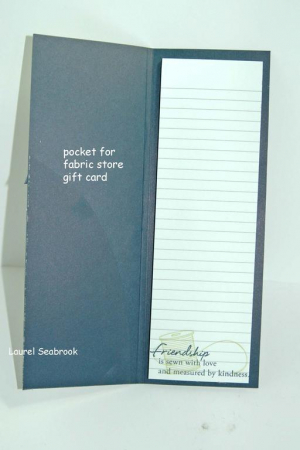 pocket for
fabric store
gift card
Laurel Seabrook
Friendship
is sewn with love
and measured by kindness.